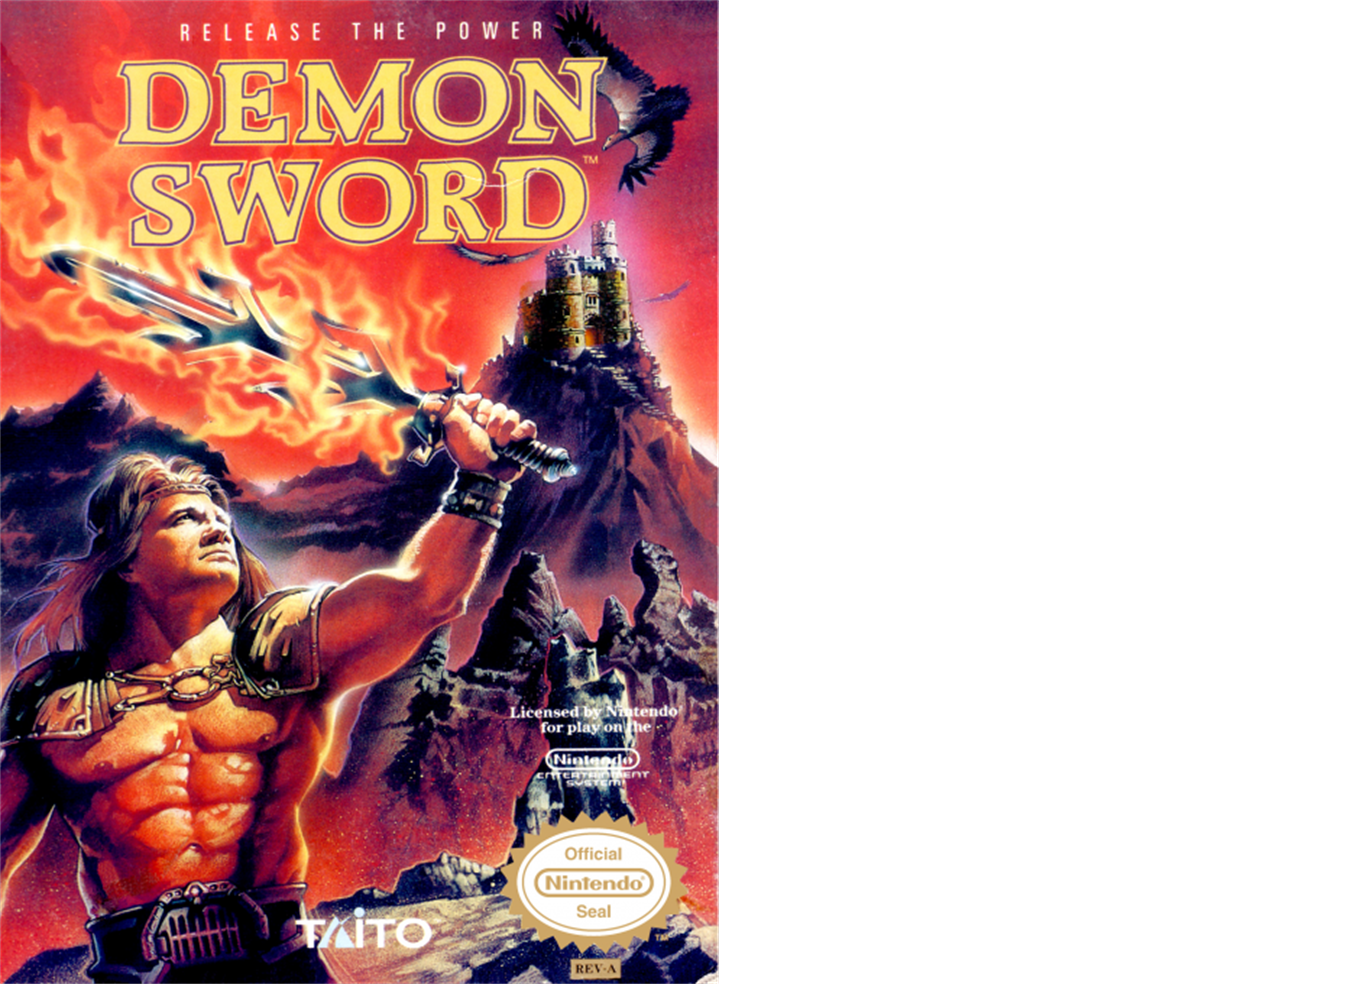 RELEASE THE POWER
DEMON
SWORD™
Licensed by Nintendo
for play on the
Nintendo
ENTERTAINMENT
SYSTEM
Official
Nintendo®
Seal
TAITO
TM
REV-A